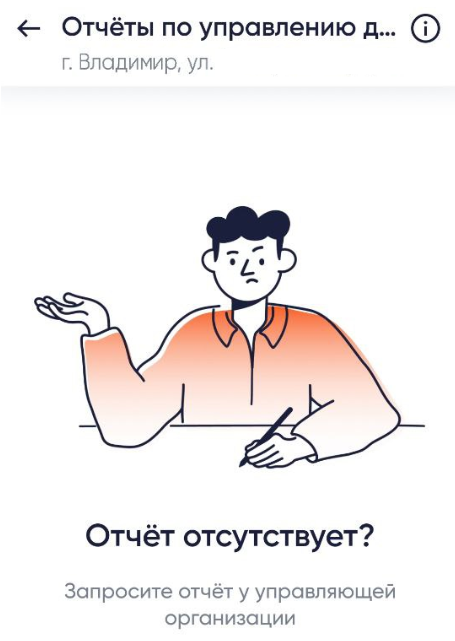 Отчёты по управлению д...
г. Владимир, ул.
Отчёт отсутствует?
Запросите отчёт у управляющей
организации